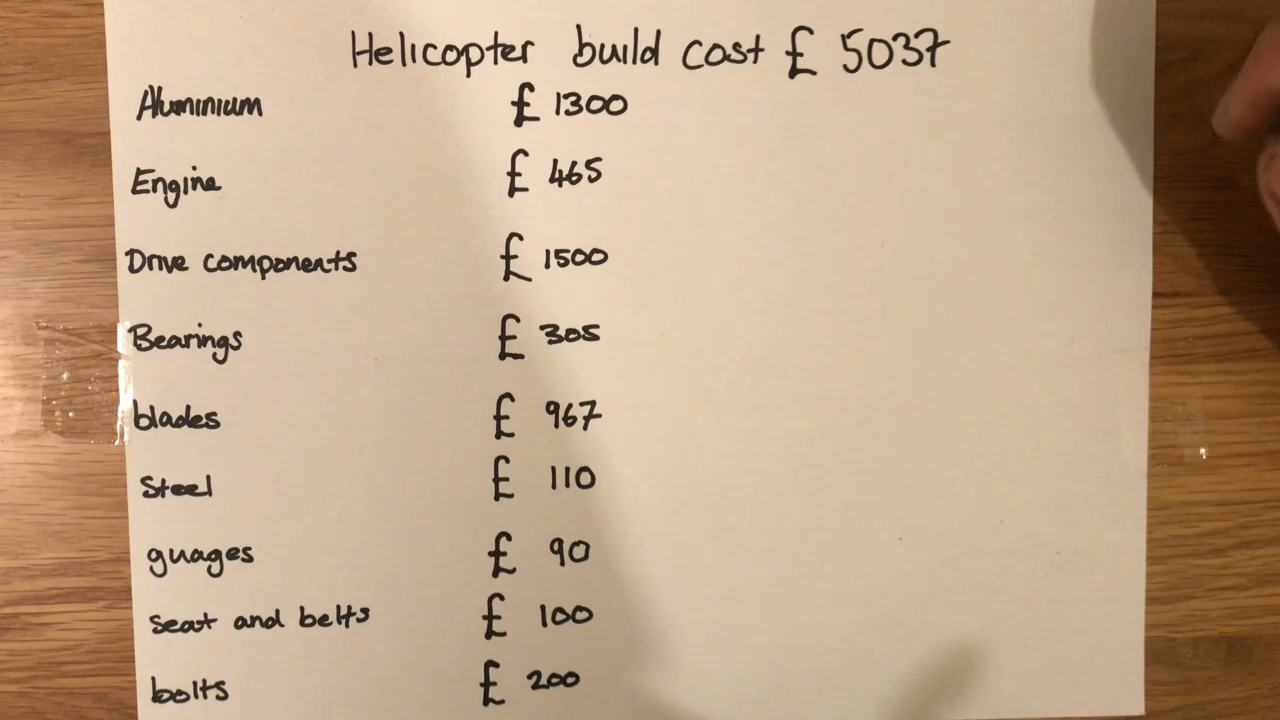 Helicopter build cost £ 5037
Aluminium £ 1300
Engine £ 465
Drive components £ 1500
Bearings £ 305
blades £ 967
Steel £ 110
guages £ 90
seat and belts £ 100
bolts £ 200